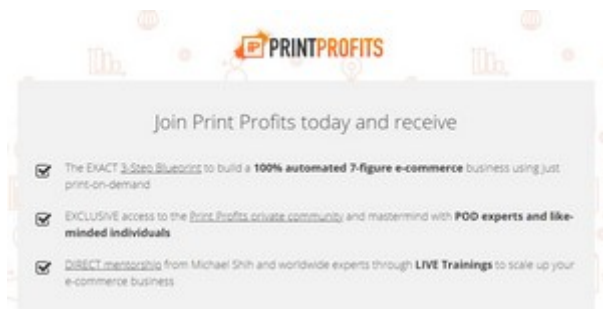 PRINTPROFITS
Join Print Profits today and receive
The EXACT 3-Step Blueprint to build a 100% automated 7-figure e-commerce business using just
print-on-demand
EXCLUSIVE access to the Print Profits private community and mastermind with POD experts and like-
minded individuals
DIRECT mentorship from Michael Shih and worldwide experts through LIVE Trainings to scale up your
e-commerce business